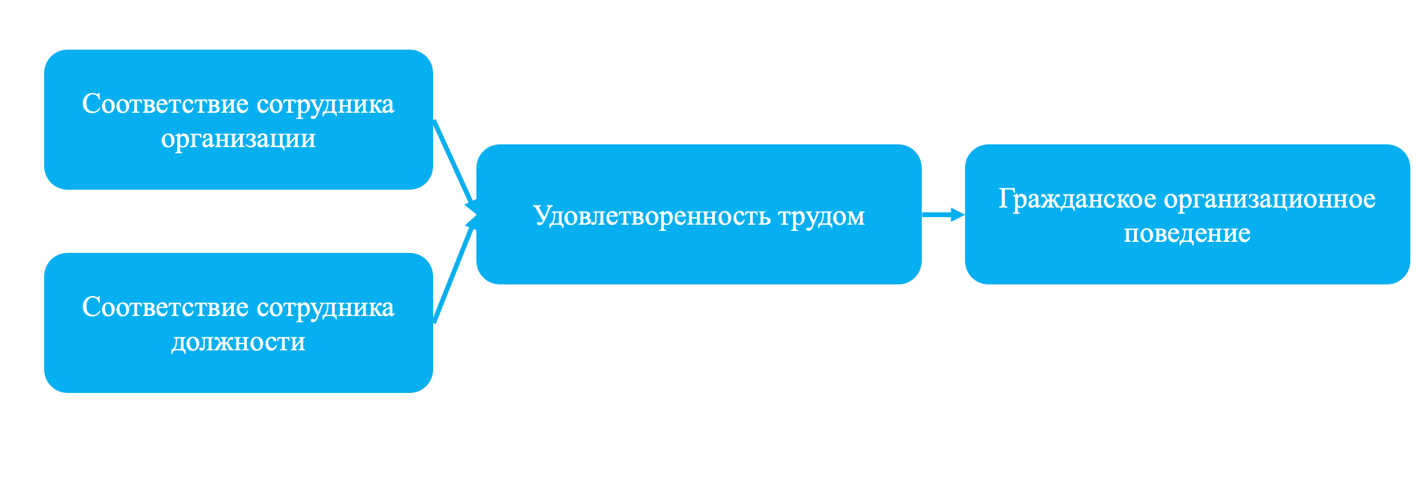 Соответствие сотрудника
организации
Соответствие сотрудника
должности
Удовлетворенность трудом
Гражданское организационное
поведение